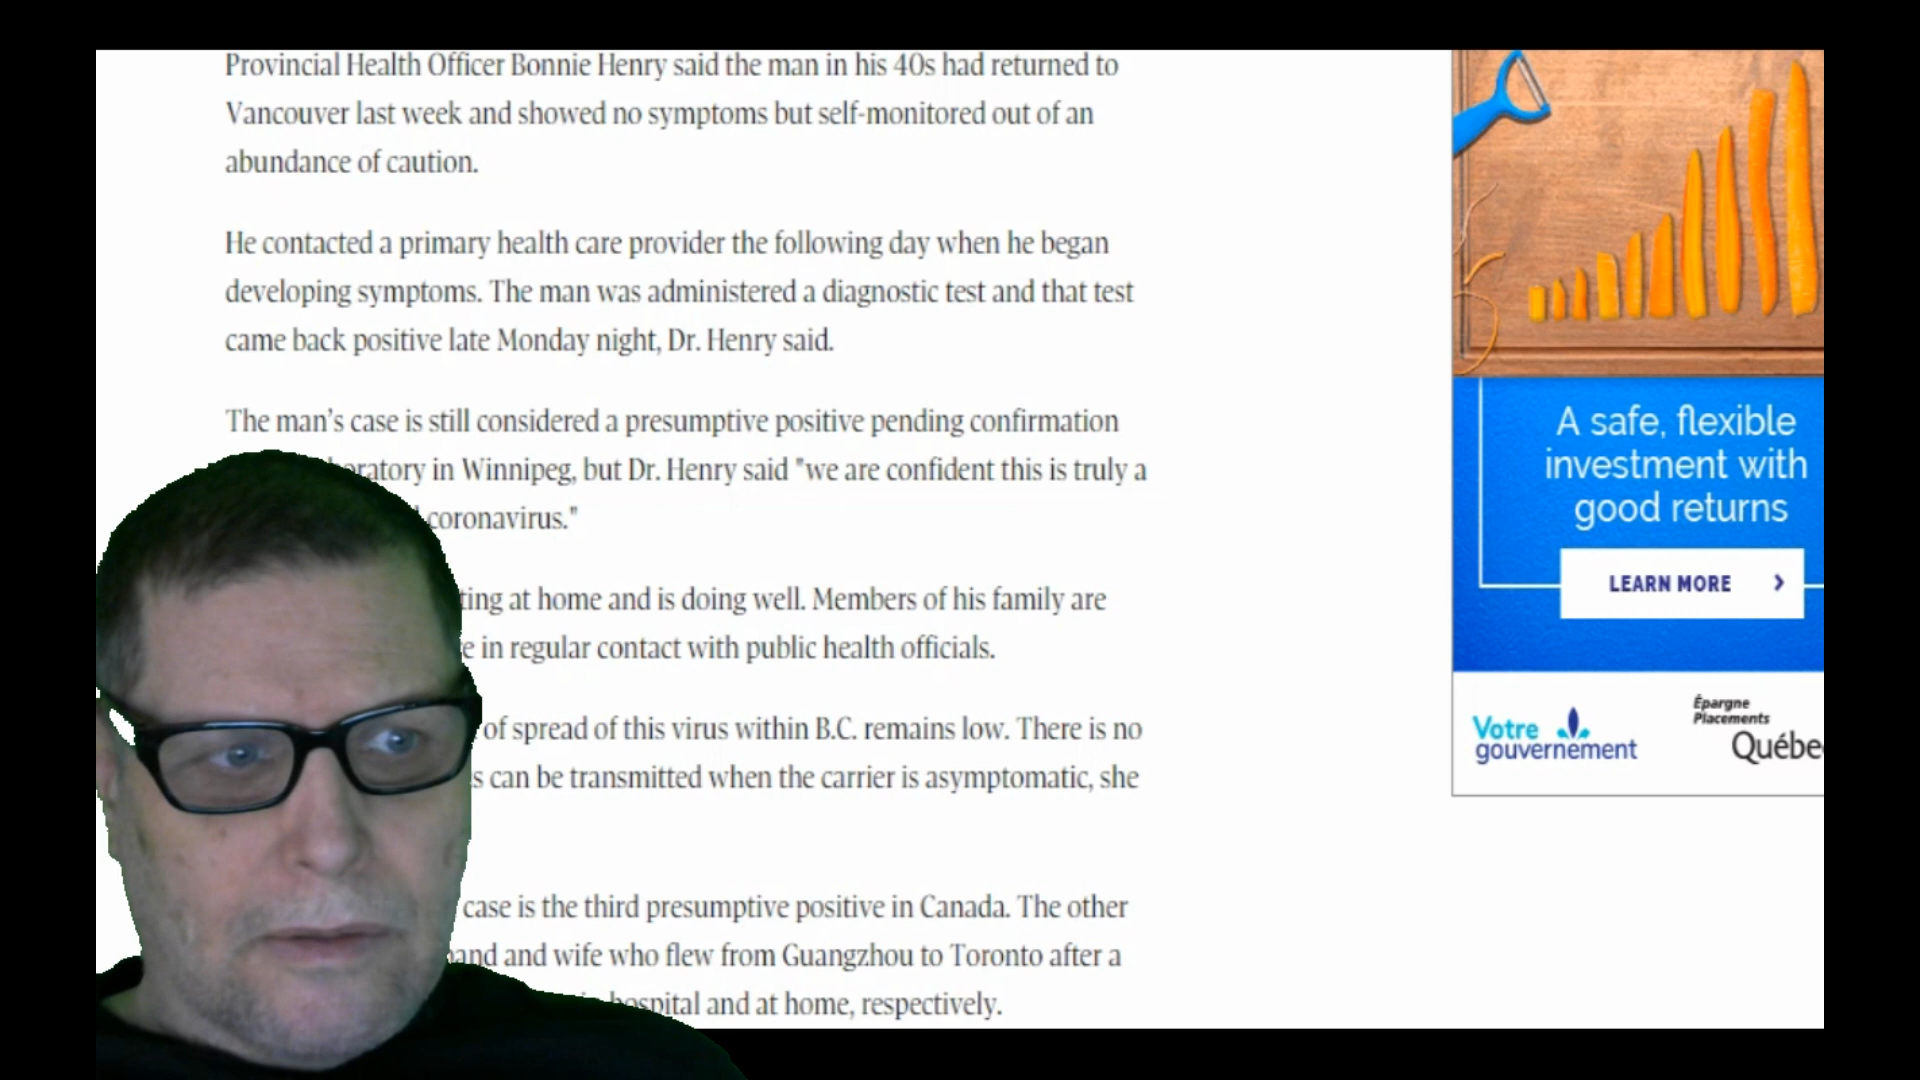 Provincial Health Officer Bonnie Henry said the man in his 40s had returned to
Vancouver last week and showed no symptoms but self-monitored out of an
abundance of caution.
He contacted a primary health care provider the following day when he began
developing symptoms. The man was administered a diagnostic test and that test
came back positive late Monday night, Dr. Henry said.
The man's case is still considered a presumptive positive pending confirmation
in Winnipeg, but Dr. Henry said "we are confident this is truly a
coronavirus."
at home and is doing well. Members of his family are
in regular contact with public health officials.
of spread of this virus within B.C. remains low. There is no
can be transmitted when the carrier is asymptomatic, she
case is the third presumptive positive in Canada. The other
and wife who flew from Guangzhou to Toronto after a
hospital and at home, respectively.
A safe, flexible
investment with
good returns
LEARN MORE
Votre
gouvernement
Épargne
Placements